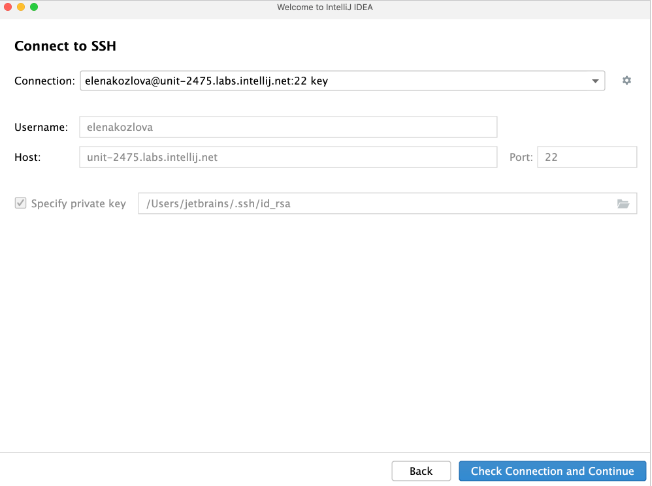 Welcome to IntelliJ IDEA
Connect to SSH
Connection: elenakozlova@unit-2475.labs.intellij.net:22 key
Username: elenakozlova
Host: unit-2475.labs.intellij.net Port: 22
Specify private key /Users/jetbrains/.ssh/id_rsa
Back Check Connection and Continue